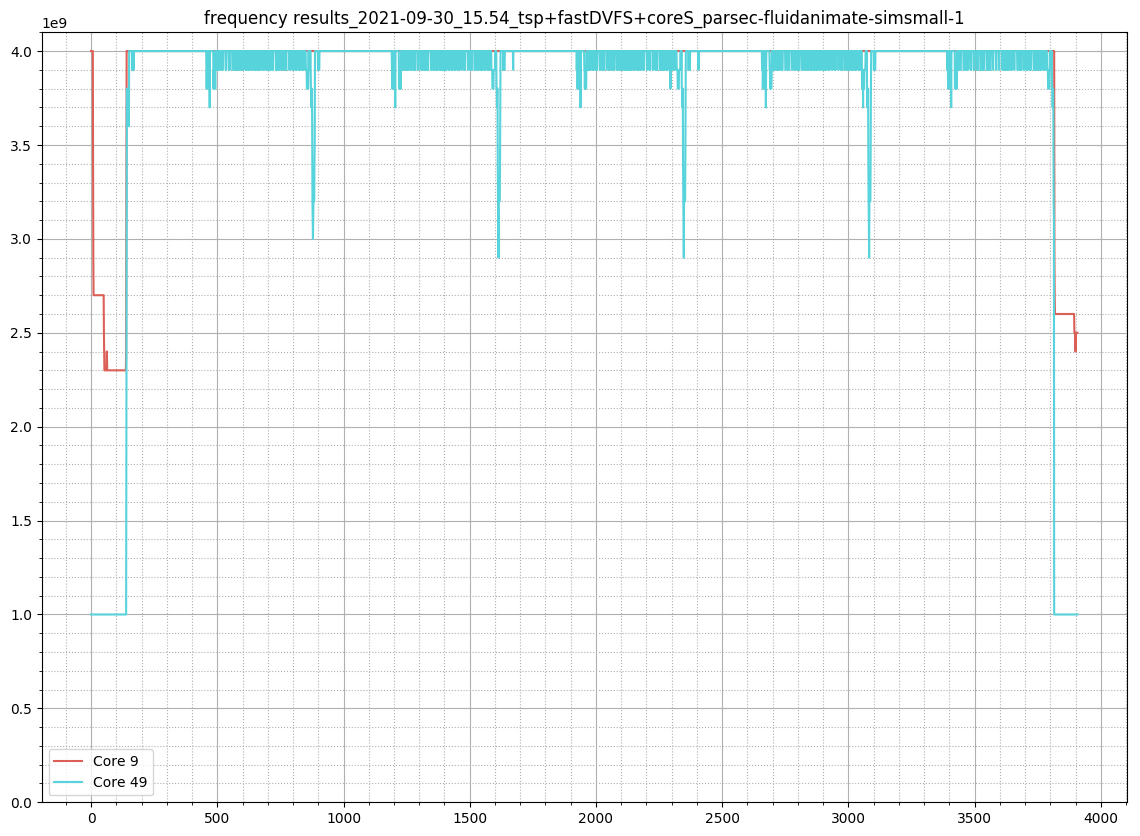 frequency results_2021-09-30_15.54_tsp+fastDVFS+coreS_parsec-fluidanimate-simsmall-1
1e9
4.0
3.5
3.0
2.5
2.0
1.5
1.0
0.5
0.0
Core 9
Core 49
0 500 1000 1500 2000 2500 3000 3500 4000